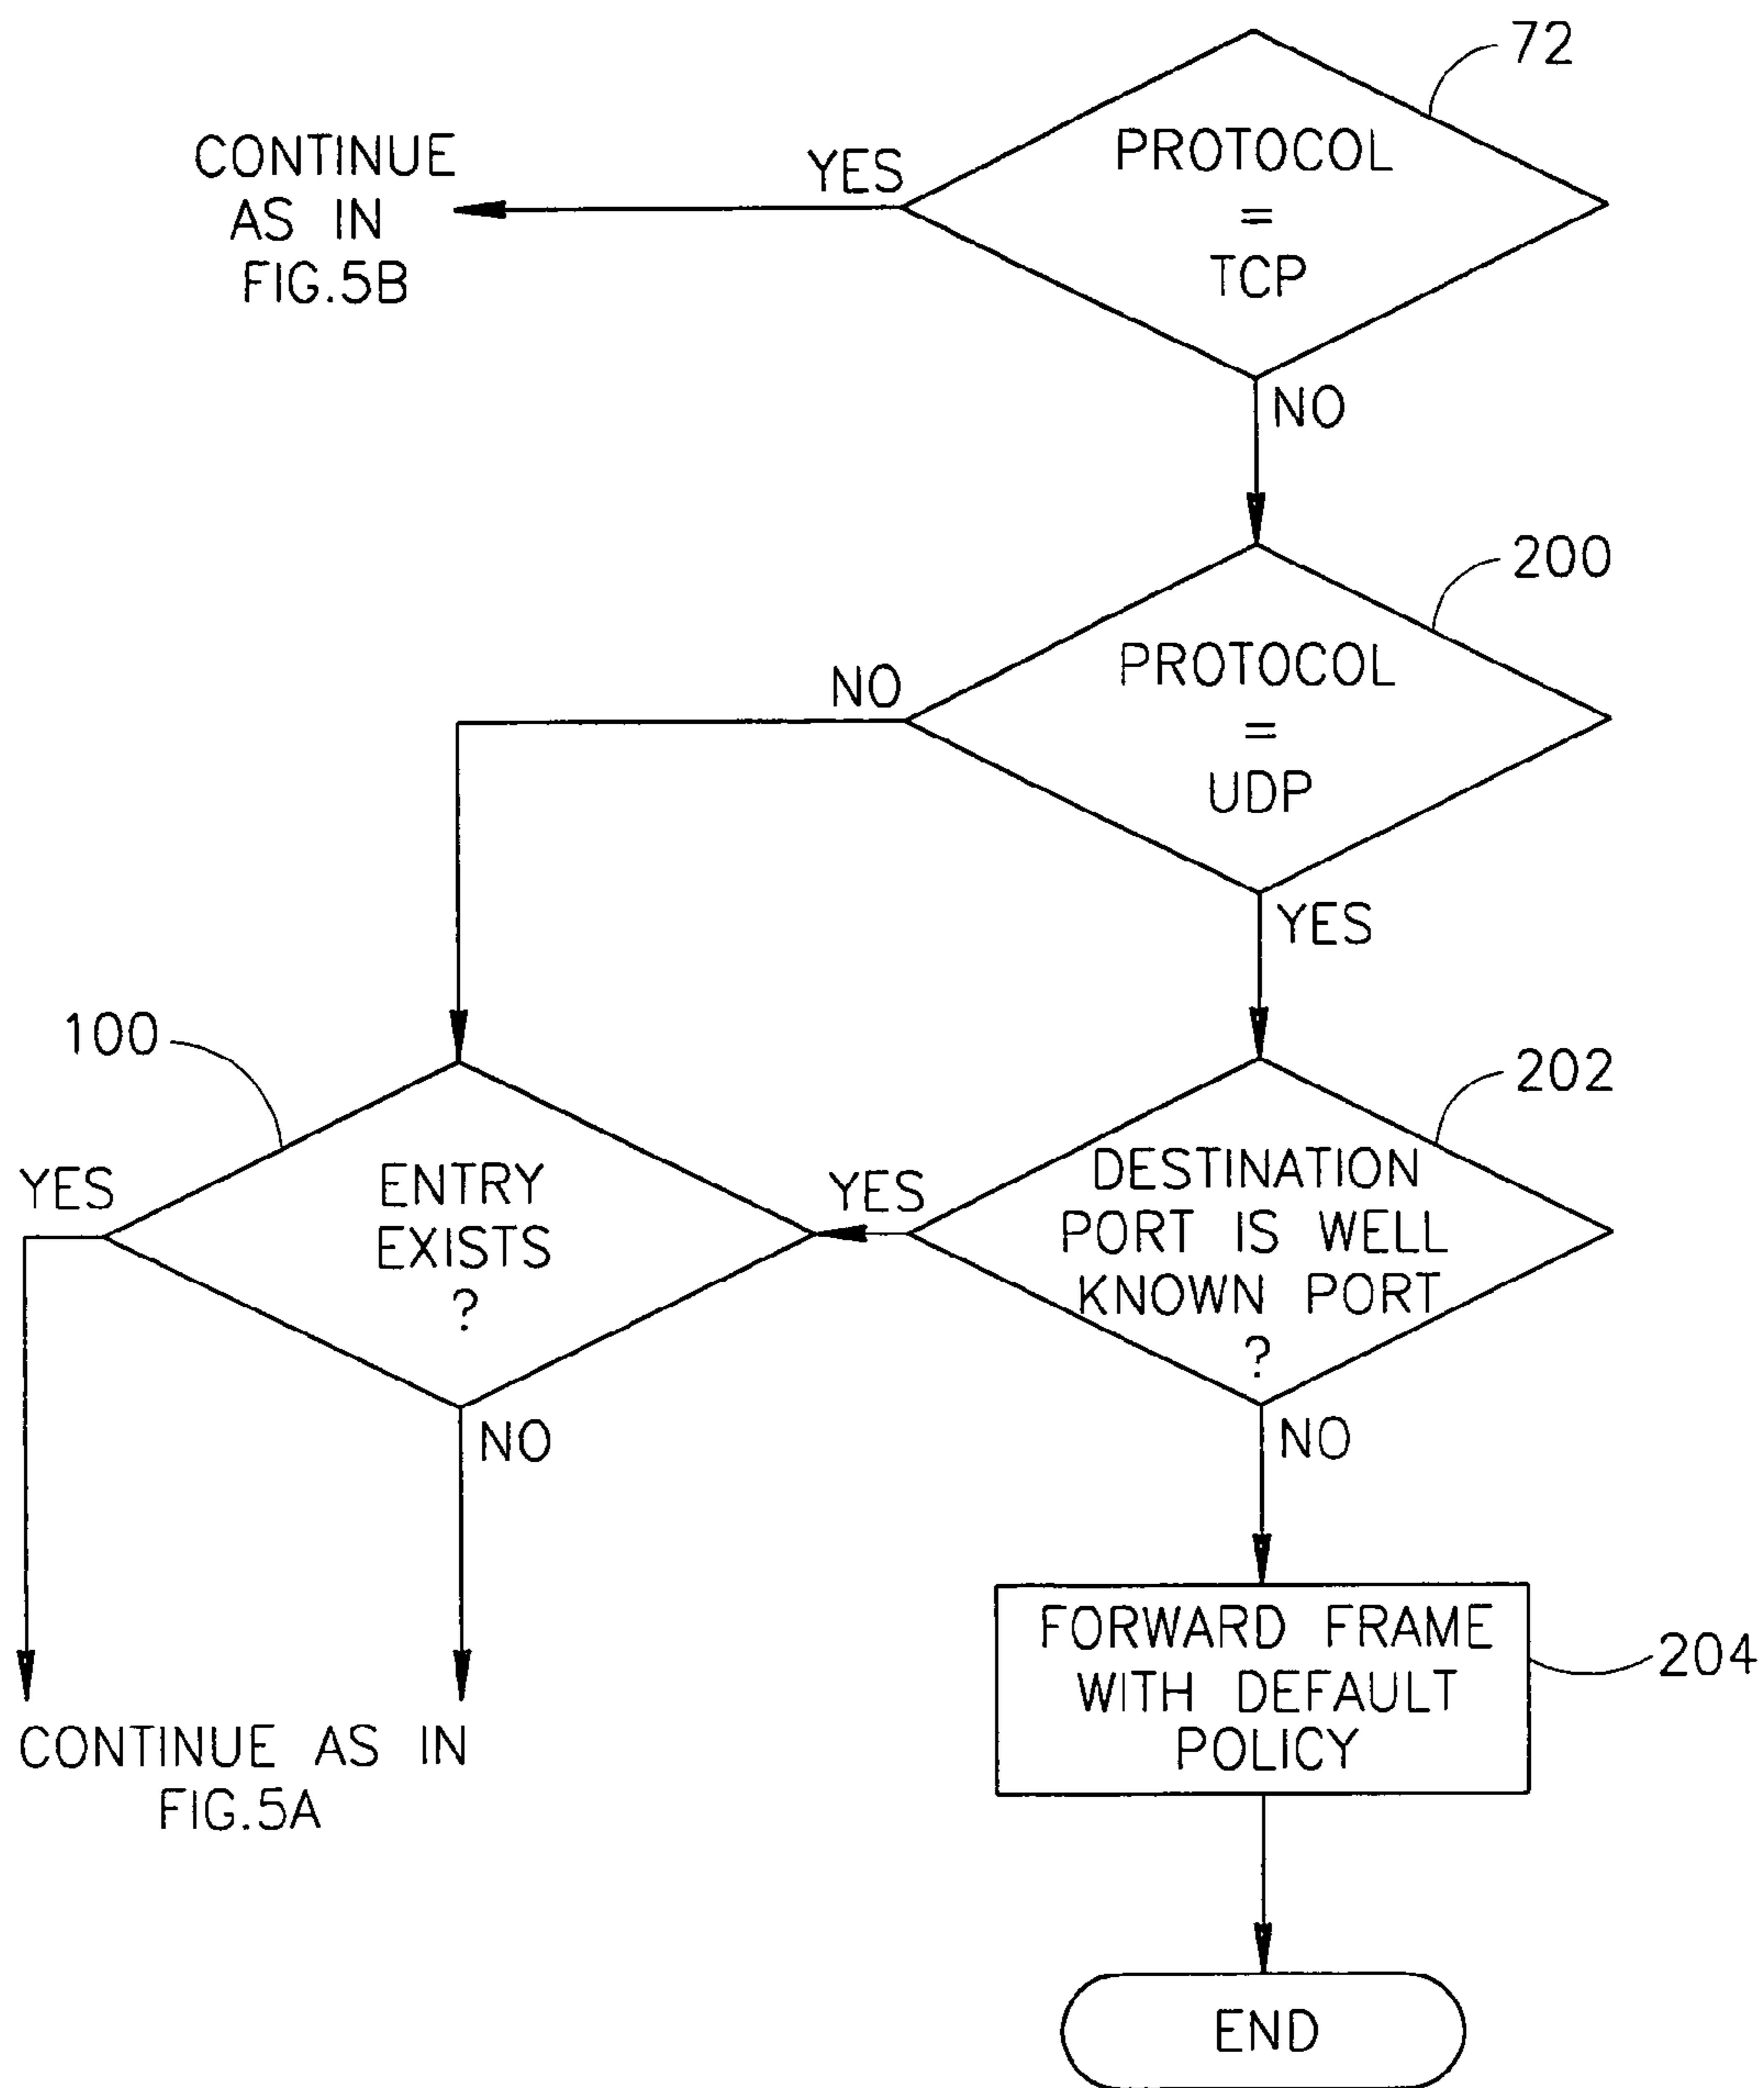 72
PROTOCOL
=
TCP
YES
CONTINUE
AS IN
FIG.5B
NO
200
PROTOCOL
=
UDP
NO
YES
100
ENTRY
EXISTS
?
YES
NO
202
DESTINATION
PORT IS WELL
KNOWN PORT
?
YES
NO
204
FORWARD FRAME
WITH DEFAULT
POLICY
CONTINUE AS IN
FIG.5A
END